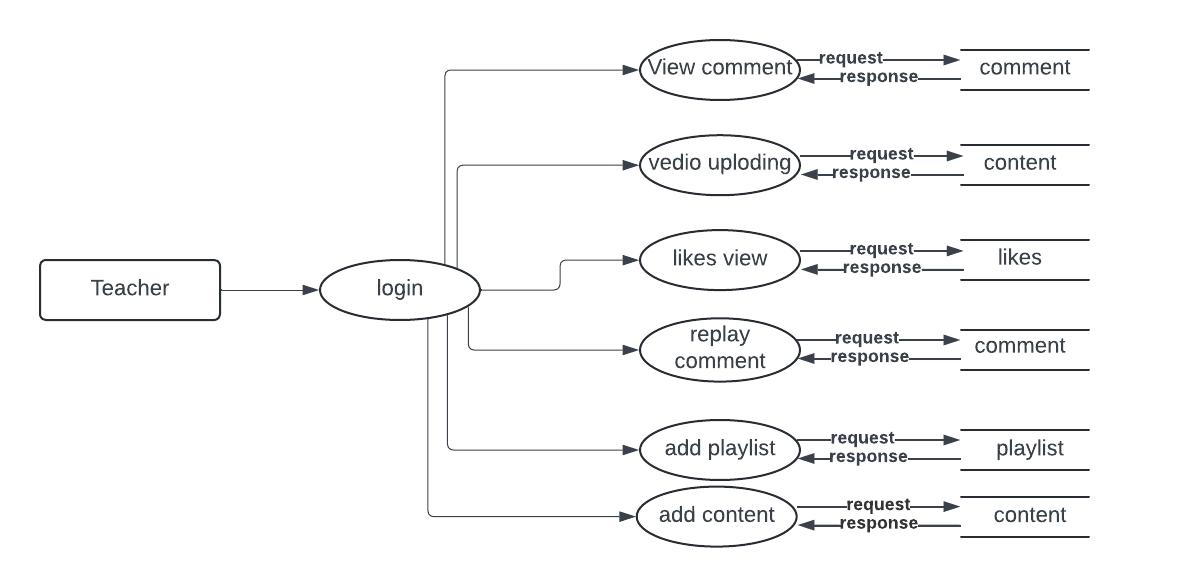 View comment
request
response
comment
vedio uploding
request
response
content
likes view
request
response
likes
Teacher
login
replay
comment
request
response
comment
add playlist
request
response
playlist
add content
request
response
content